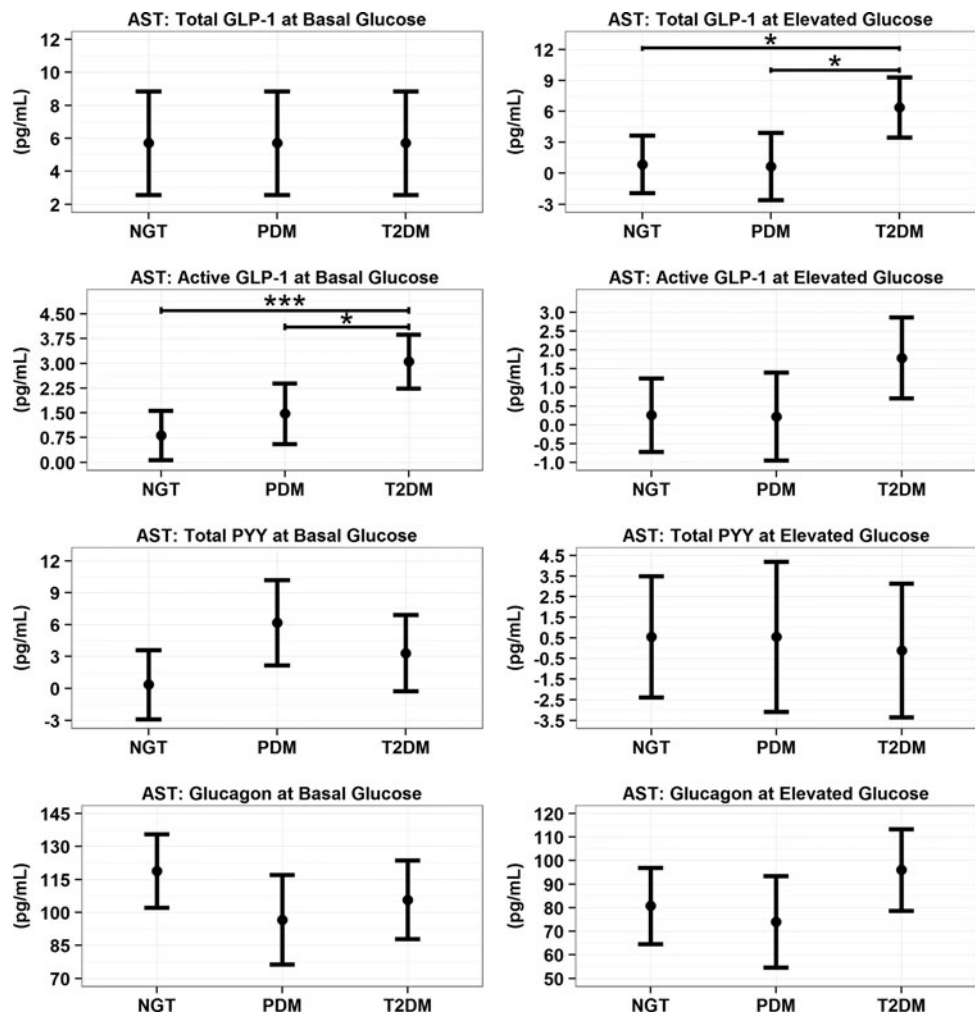 AST: Total GLP-1 at Basal Glucose
12
10
8
6
4
2
(pg/mL)
NGT PDM T2DM
AST: Total GLP-1 at Elevated Glucose
12
9
6
3
0
-3
(pg/mL)
*
*
NGT PDM T2DM
AST: Active GLP-1 at Basal Glucose
4.50
3.75
3.00
2.25
1.50
0.75
0.00
(pg/mL)
***
*
NGT PDM T2DM
AST: Active GLP-1 at Elevated Glucose
3.0
2.5
2.0
1.5
1.0
0.5
0.0
-0.5
-1.0
(pg/mL)
NGT PDM T2DM
AST: Total PYY at Basal Glucose
12
9
6
3
0
-3
(pg/mL)
NGT PDM T2DM
AST: Total PYY at Elevated Glucose
4.5
3.5
2.5
1.5
0.5
-0.5
-1.5
-2.5
-3.5
(pg/mL)
NGT PDM T2DM
AST: Glucagon at Basal Glucose
145
130
115
100
85
70
(pg/mL)
NGT PDM T2DM
AST: Glucagon at Elevated Glucose
120
110
100
90
80
70
60
50
(pg/mL)
NGT PDM T2DM